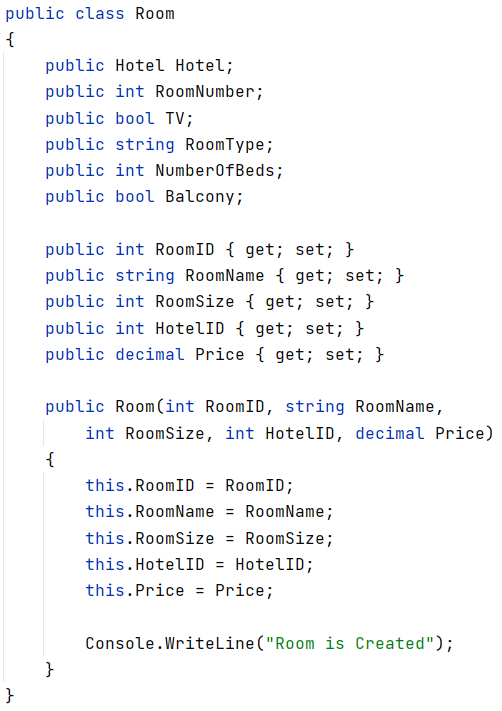 public class Room
{
    public Hotel Hotel;
    public int RoomNumber;
    public bool TV;
    public string RoomType;
    public int NumberOfBeds;
    public bool Balcony;

    public int RoomID { get; set; }
    public string RoomName { get; set; }
    public int RoomSize { get; set; }
    public int HotelID { get; set; }
    public decimal Price { get; set; }

    public Room(int RoomID, string RoomName,
        int RoomSize, int HotelID, decimal Price)
    {
        this.RoomID = RoomID;
        this.RoomName = RoomName;
        this.RoomSize = RoomSize;
        this.HotelID = HotelID;
        this.Price = Price;

        Console.WriteLine("Room is Created");
    }
}